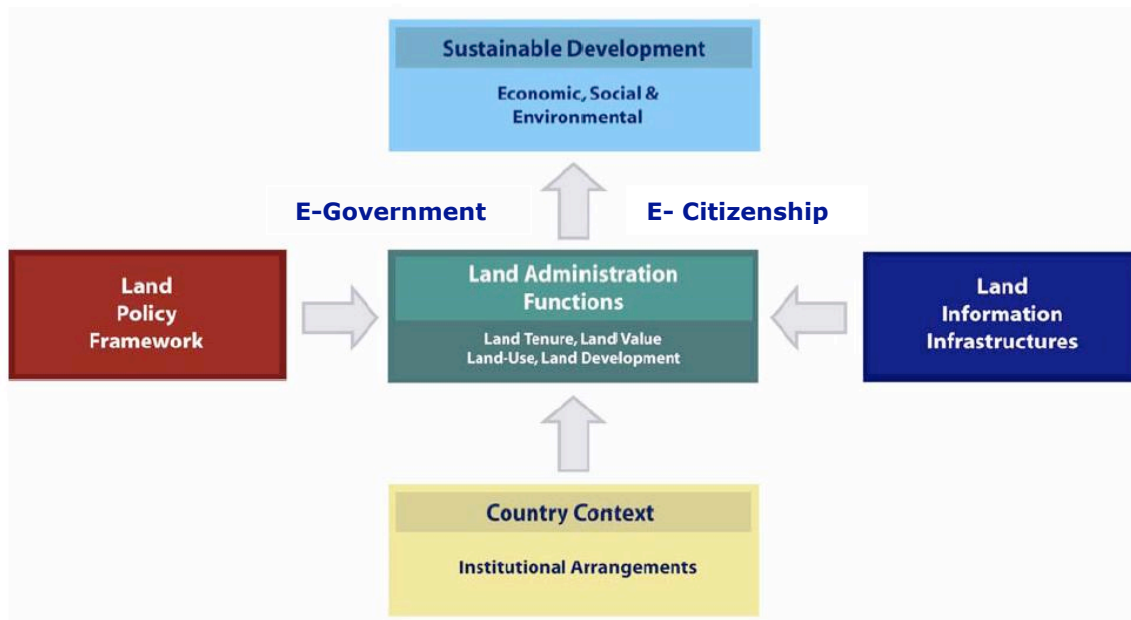 Sustainable Development
Economic, Social &
Environmental
E-Government
E- Citizenship
Land
Policy
Framework
Land Administration
Functions
Land Tenure, Land Value
Land-Use, Land Development
Land
Information
Infrastructures
Country Context
Institutional Arrangements